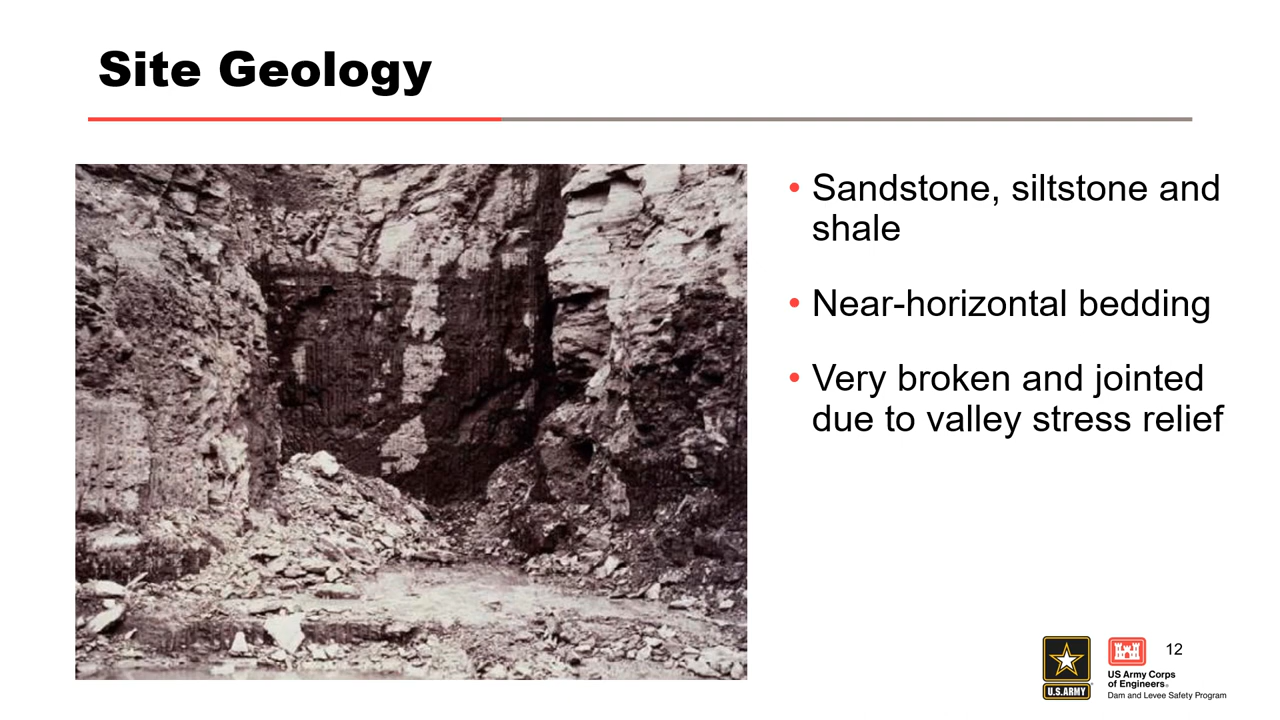 Site Geology
• Sandstone, siltstone and
shale
• Near-horizontal bedding
• Very broken and jointed
due to valley stress relief
12
U.S.ARMY
US Army Corps
of Engineers®
Dam and Levee Safety Program